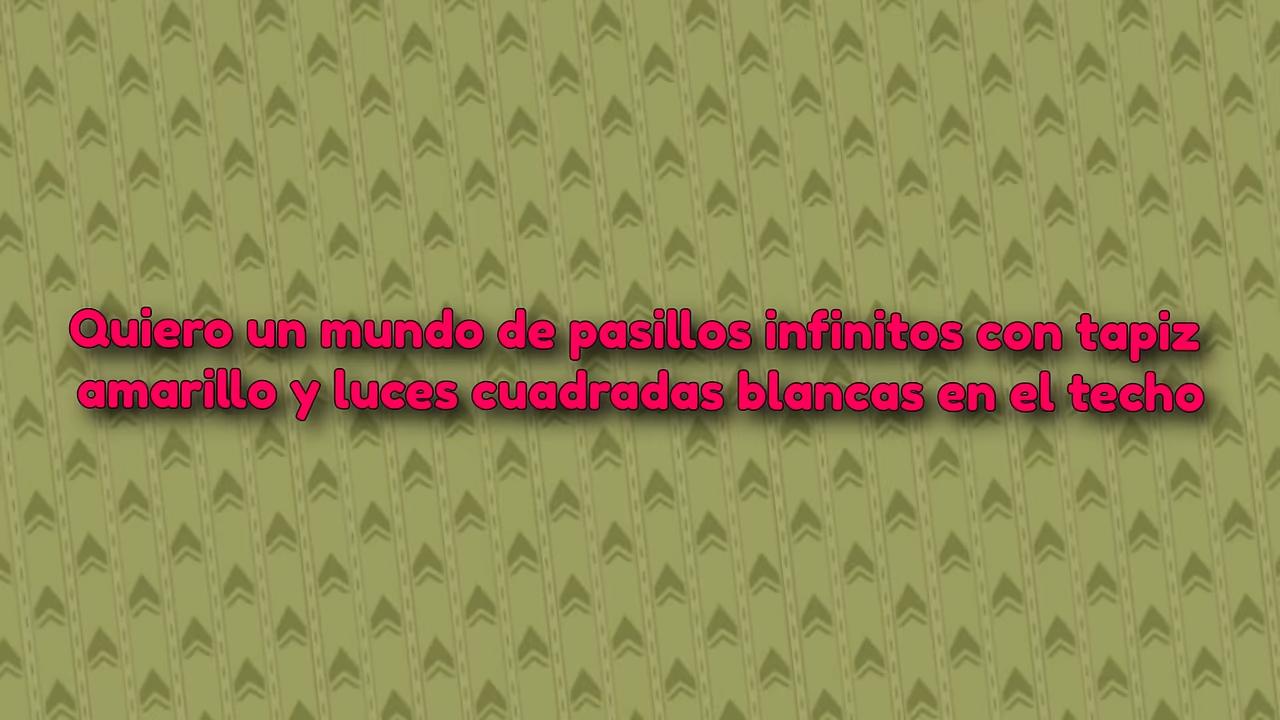 Quiero un mundo de pasillos infinitos con tapiz
amarillo y luces cuadradas blancas en el techo